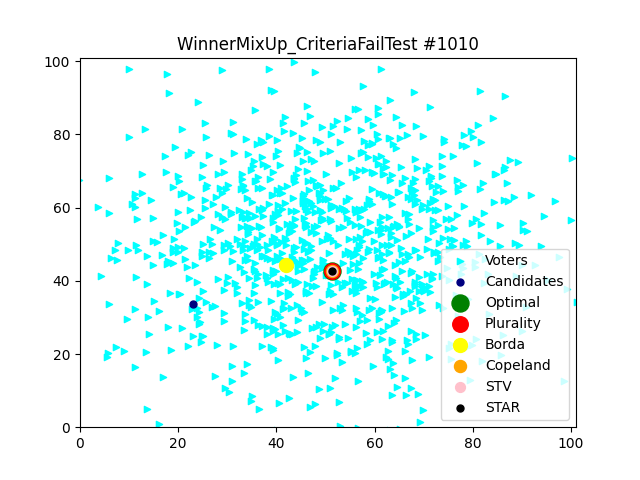 WinnerMixUp_CriteriaFailTest #1010
100
80
60
40
20
0
0
20
40
60
80
100
Voters
Candidates
Optimal
Plurality
Borda
Copeland
STV
STAR